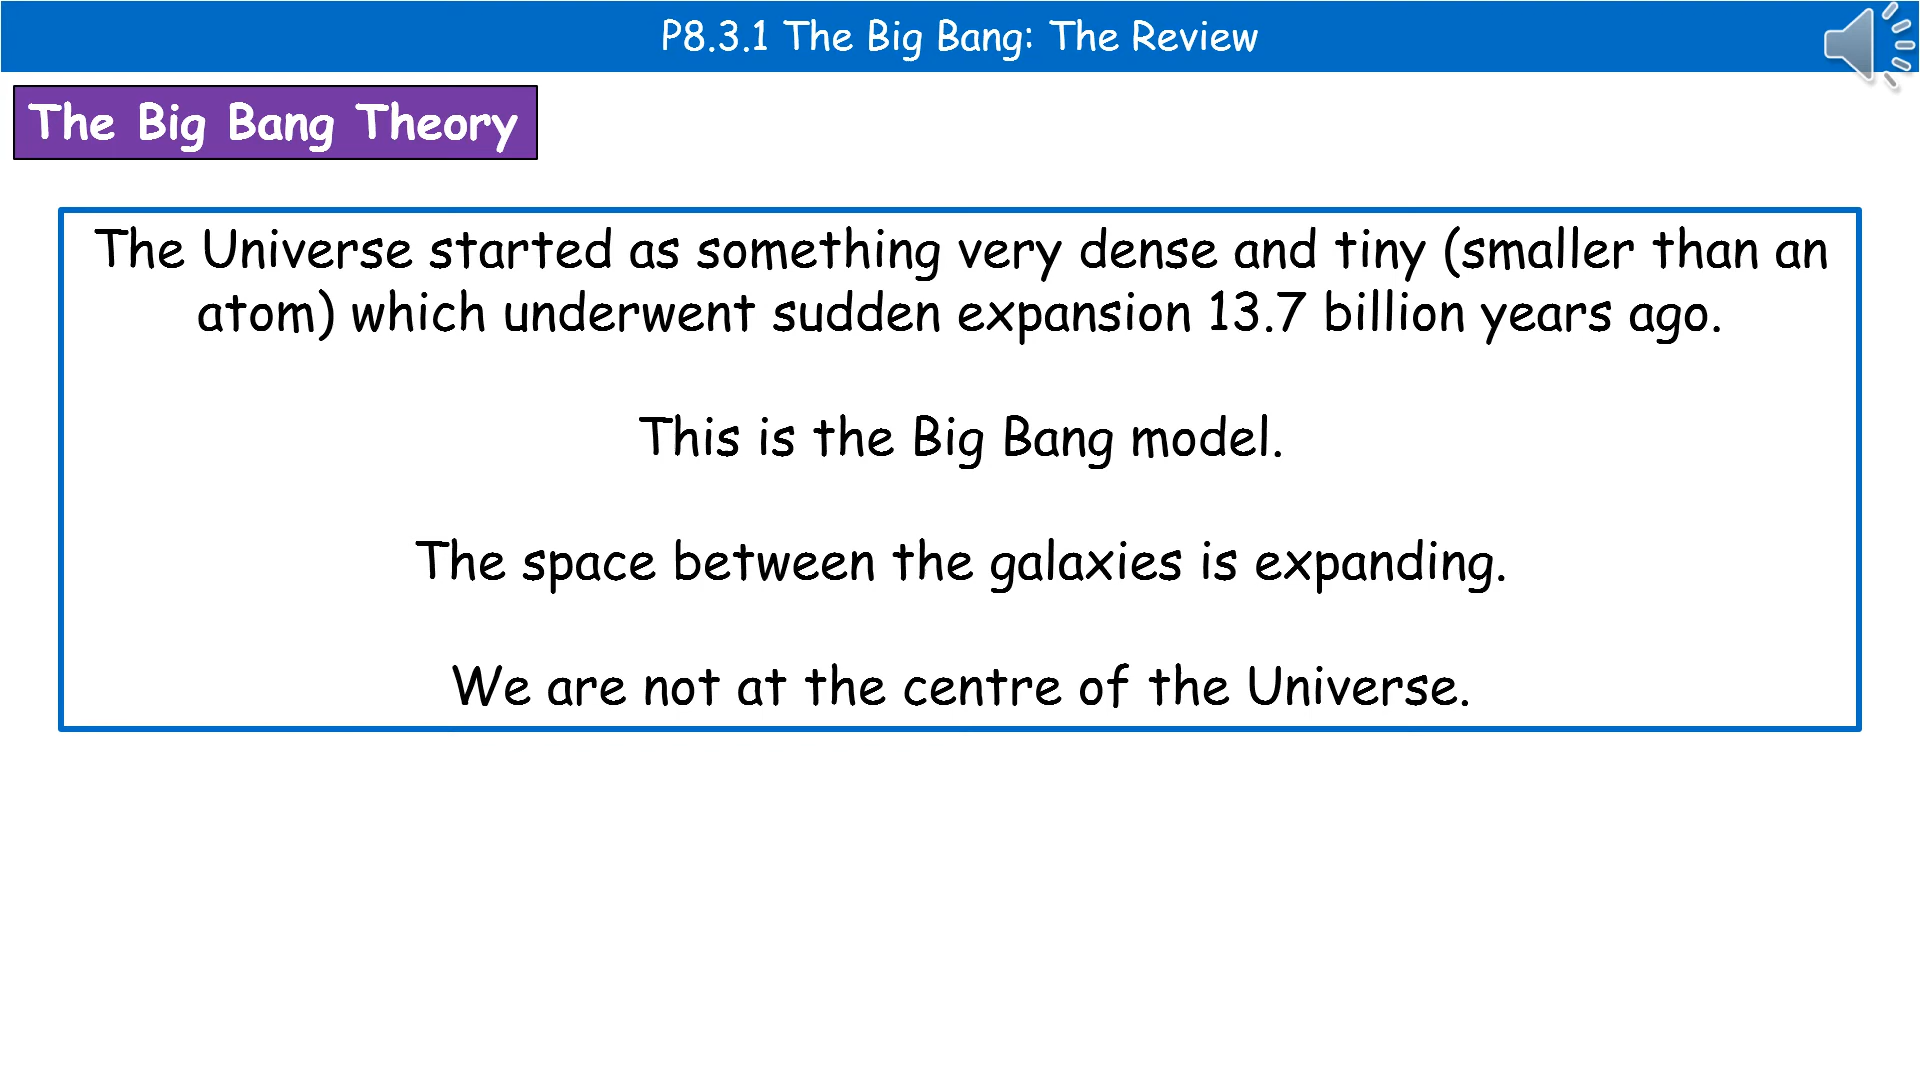 P8.3.1 The Big Bang: The Review
The Big Bang Theory
The Universe started as something very dense and tiny (smaller than an
atom) which underwent sudden expansion 13.7 billion years ago.
This is the Big Bang model.
The space between the galaxies is expanding.
We are not at the centre of the Universe.